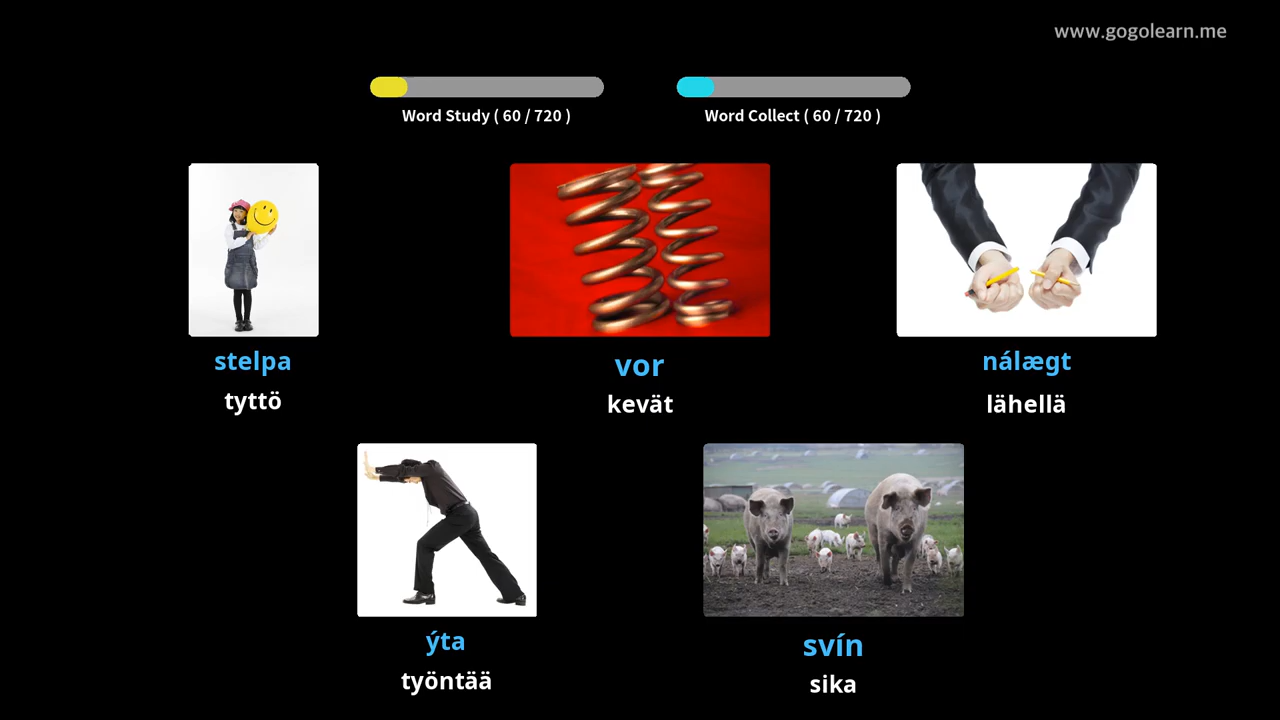 www.gogolearn.me
Word Study ( 60 / 720 )
Word Collect ( 60 / 720 )
stelpa
tyttö
vor
kevät
nálægt
lähellä
ýta
työntää
svín
sika